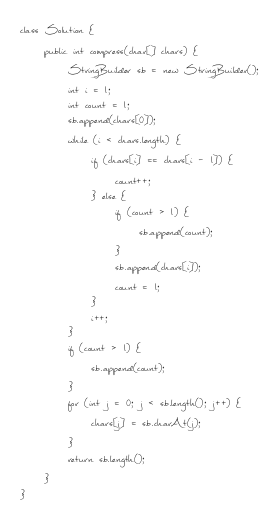 class Solution {
public int compress(char[] chars) {
StringBuilder sb = new StringBuilder();
int i = 1;
int count = 1;
sb.append(chars[0]);
while (i < chars.length) {
if (chars[i] == chars[i - 1]) {
count++;
} else {
if (count > 1) {
sb.append(count);
}
sb.append(chars[i]);
count = 1;
}
i++;
}
if (count > 1) {
sb.append(count);
}
for (int j = 0; j < sb.length(); j++) {
chars[j] = sb.charAt(j);
}
return sb.length();
}
}